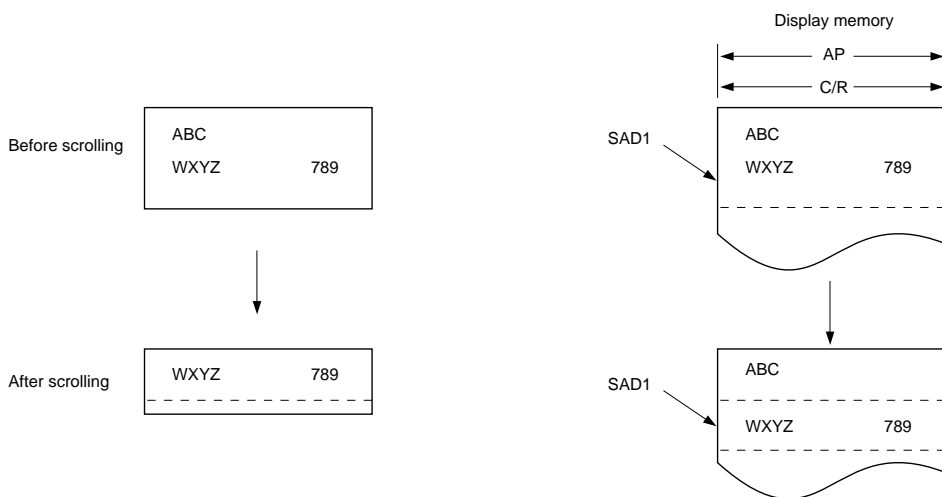 Display memory
AP
C/R
Before scrolling
ABC
WXYZ 789
SAD1
ABC
WXYZ 789
After scrolling
WXYZ 789
SAD1
ABC
WXYZ 789